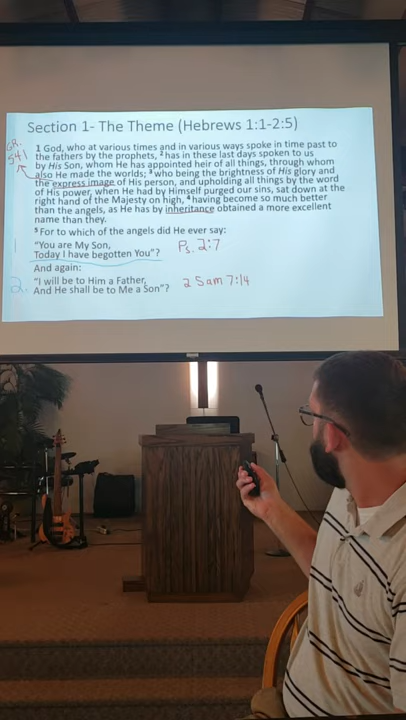 Section 1- The Theme (Hebrews 1:1-2:5)
GR.
541
1 God, who at various times and in various ways spoke in time past to
the fathers by the prophets, 2 has in these last days spoken to us
by His Son, whom He has appointed heir of all things, through whom
also He made the worlds; 3 who being the brightness of His glory and
the express image of His person, and upholding all things by the word
of His power, when He had by Himself purged our sins, sat down at the
right hand of the Majesty on high, 4 having become so much better
than the angels, as He has by inheritance obtained a more excellent
name than they.
5 For to which of the angels did He ever say:
1 "You are My Son,
Today I have begotten You"? Ps. 2:7
And again:
2. "I will be to Him a Father,
And He shall be to Me a Son"? 2 Sam 7:14